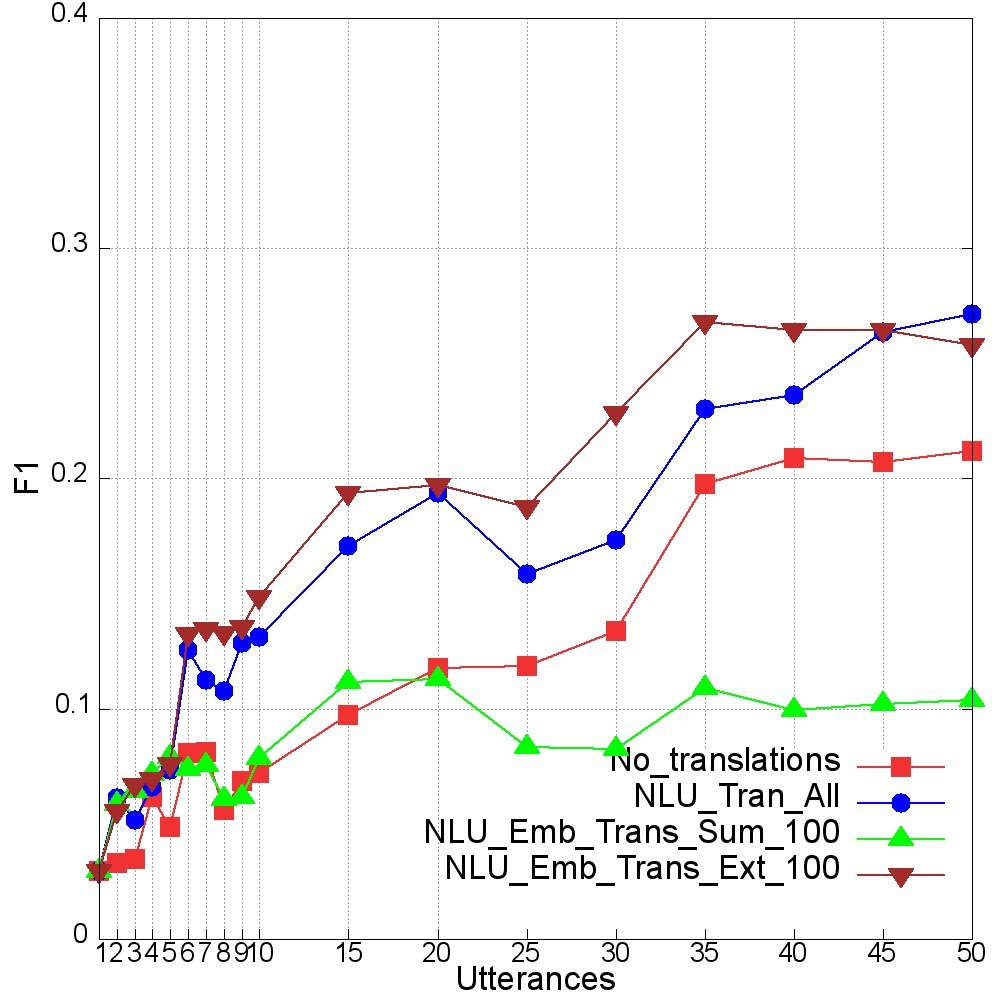 0.4
0.3
0.2
0.1
0
F1
No_translations
NLU_Tran_All
NLU_Emb_Trans_Sum_100
NLU_Emb_Trans_Ext_100
1 2 3 4 5 6 7 8 9 10 15 20 25 30 35 40 45 50
Utterances